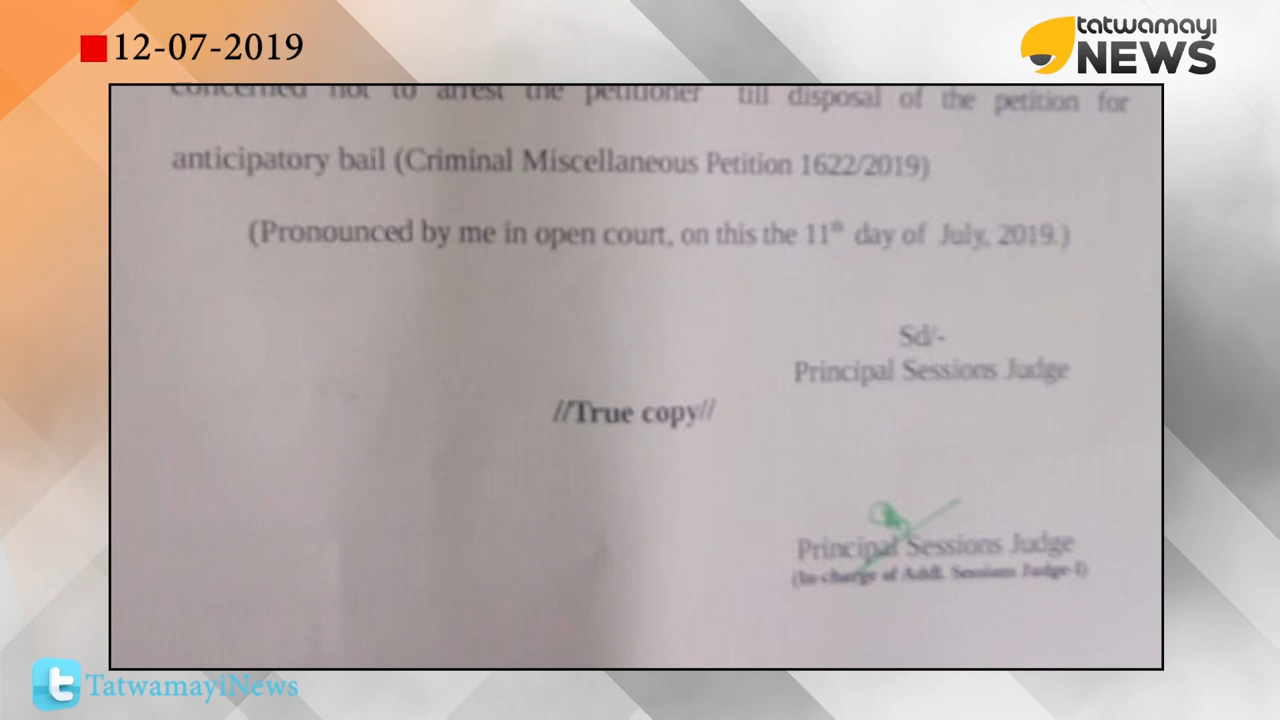 12-07-2019
tatwamayi
NEWS
concerned not to arrest the petitioner till disposal of the petition for
anticipatory bail (Criminal Miscellaneous Petition 1622/2019)
(Pronounced by me in open court, on this the 11th day of July, 2019.)
Sd/-
Principal Sessions Judge
//True copy//
Principal Sessions Judge
(In-charge of Addl. Sessions Judge-I)
TatwamayiNews